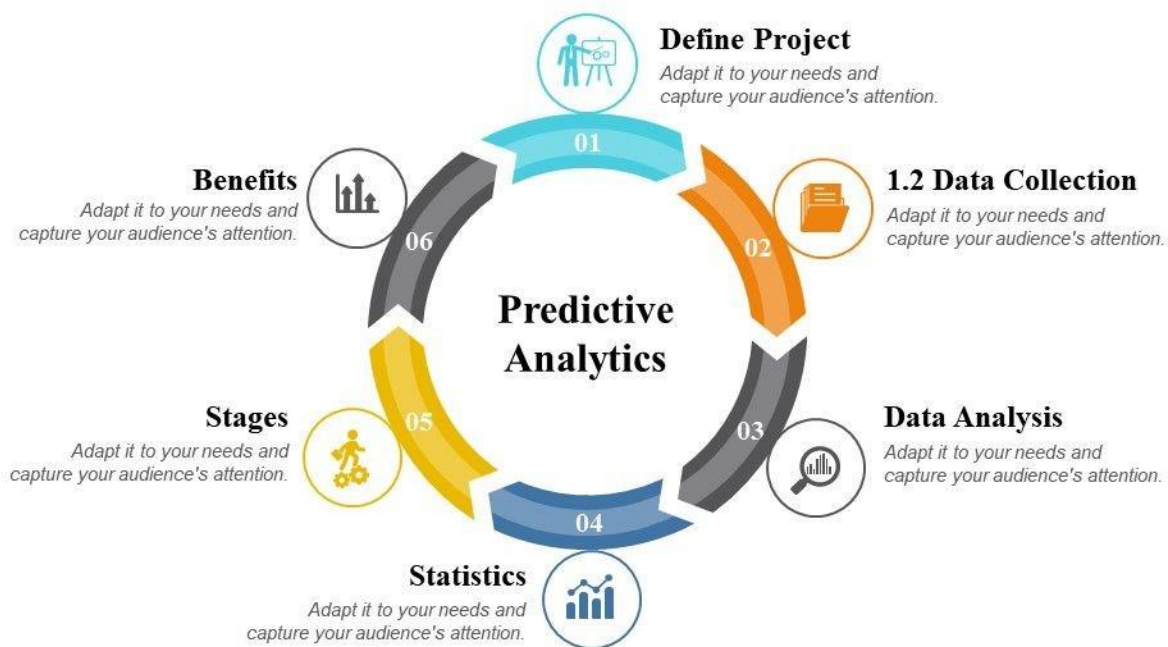 Define Project
Adapt it to your needs and
capture your audience's attention.
01
1.2 Data Collection
Adapt it to your needs and
capture your audience's attention.
02
Data Analysis
Adapt it to your needs and
capture your audience's attention.
03
Statistics
Adapt it to your needs and
capture your audience's attention.
04
Stages
Adapt it to your needs and
capture your audience's attention.
05
Benefits
Adapt it to your needs and
capture your audience's attention.
06
Predictive
Analytics